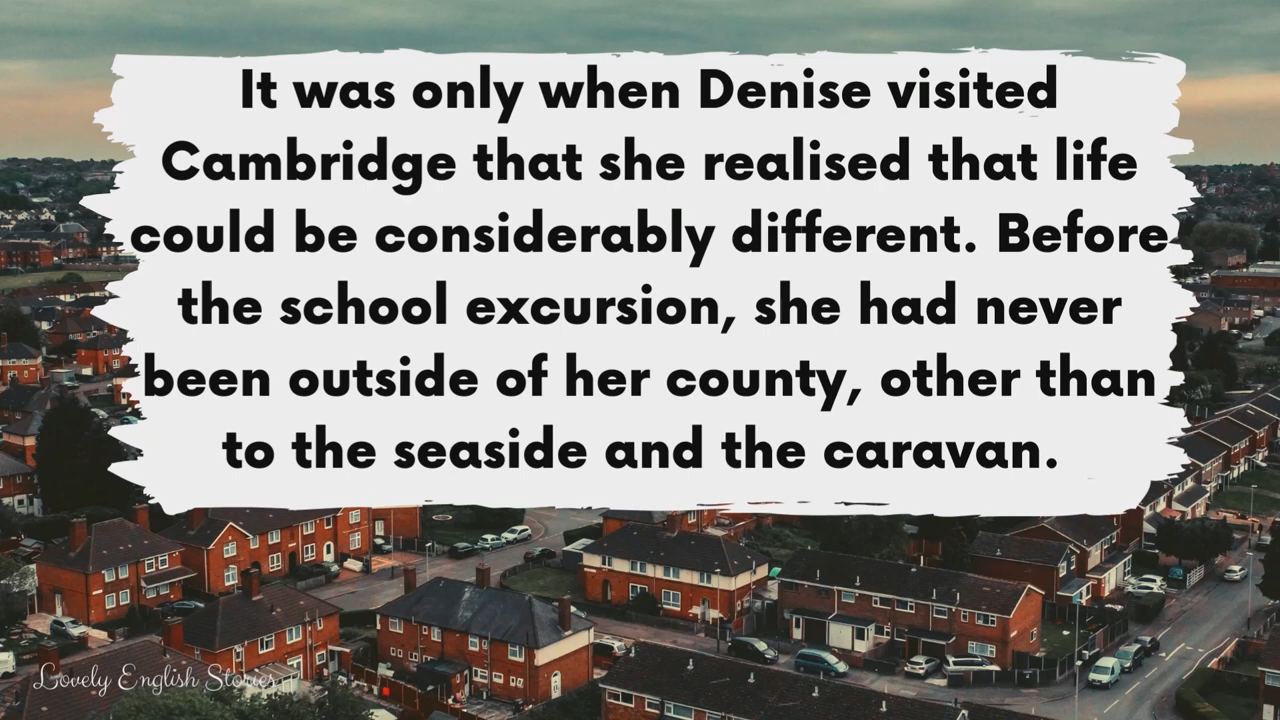 It was only when Denise visited
Cambridge that she realised that life
could be considerably different. Before
the school excursion, she had never
been outside of her county, other than
to the seaside and the caravan.
Lovely English Stories